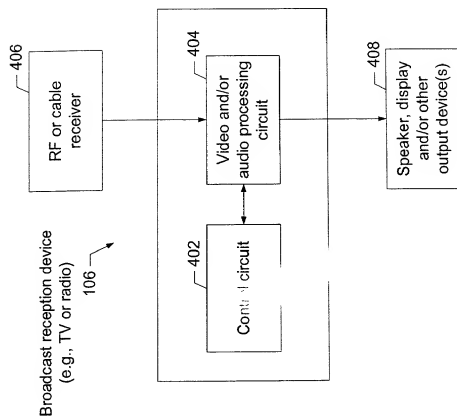 Broadcast reception device
(e.g., TV or radio)
106
406
RF or cable
receiver
404
Video and/or
audio processing
circuit
402
Control circuit
408
Speaker, display
and/or other
output device(s)